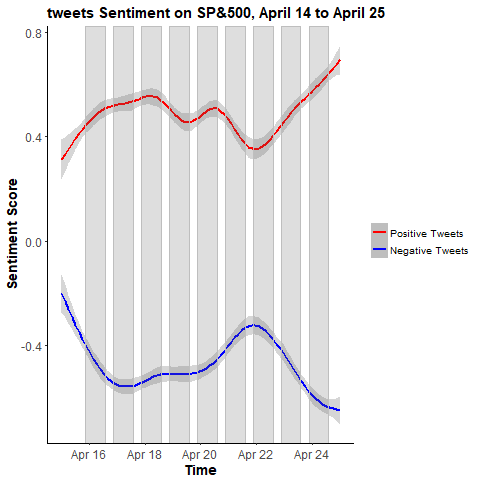 tweets Sentiment on SP&500, April 14 to April 25
0.8
0.4
0.0
-0.4
Sentiment Score
Apr 16
Apr 18
Apr 20
Apr 22
Apr 24
Time
Positive Tweets
Negative Tweets